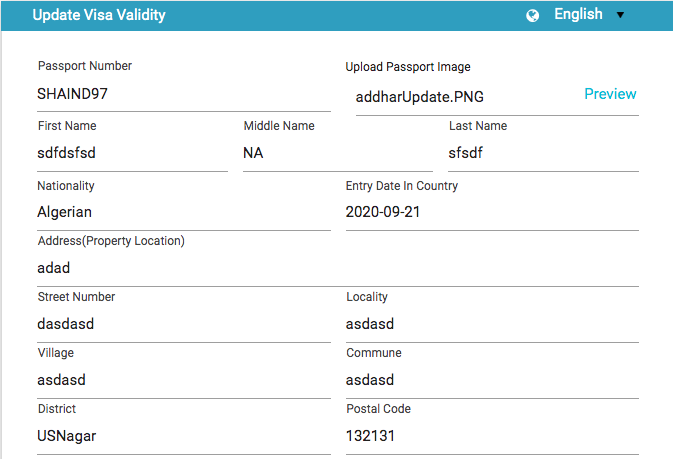 Update Visa Validity English
Passport Number Upload Passport Image
SHAIND97 addharUpdate.PNG Preview
First Name Middle Name Last Name
sdfdsfsd NA sfsdf
Nationality Entry Date In Country
Algerian 2020-09-21
Address(Property Location)
adad
Street Number Locality
dasdasd asdasd
Village Commune
asdasd asdasd
District Postal Code
USNagar 132131